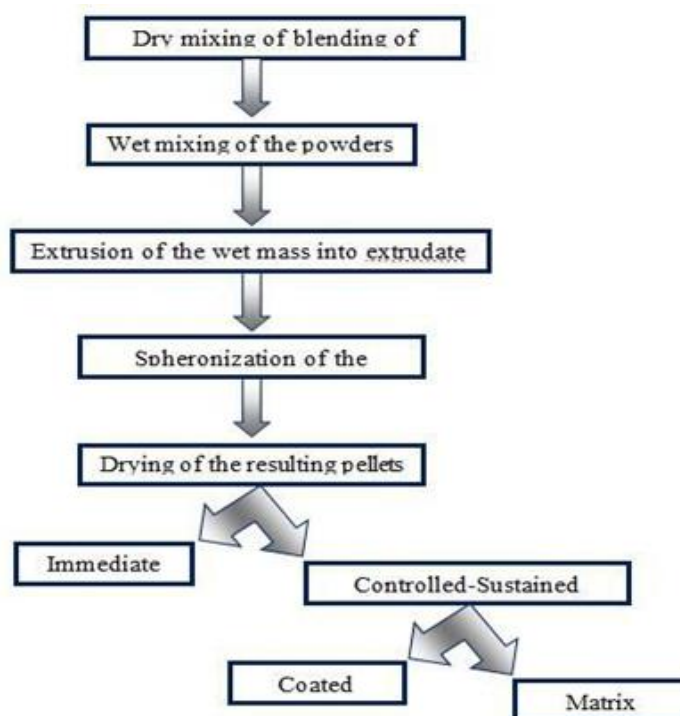 Dry mixing of blending of
Wet mixing of the powders
Extrusion of the wet mass into extrudate
Spheronization of the
Drying of the resulting pellets
Immediate
Controlled-Sustained
Coated
Matrix